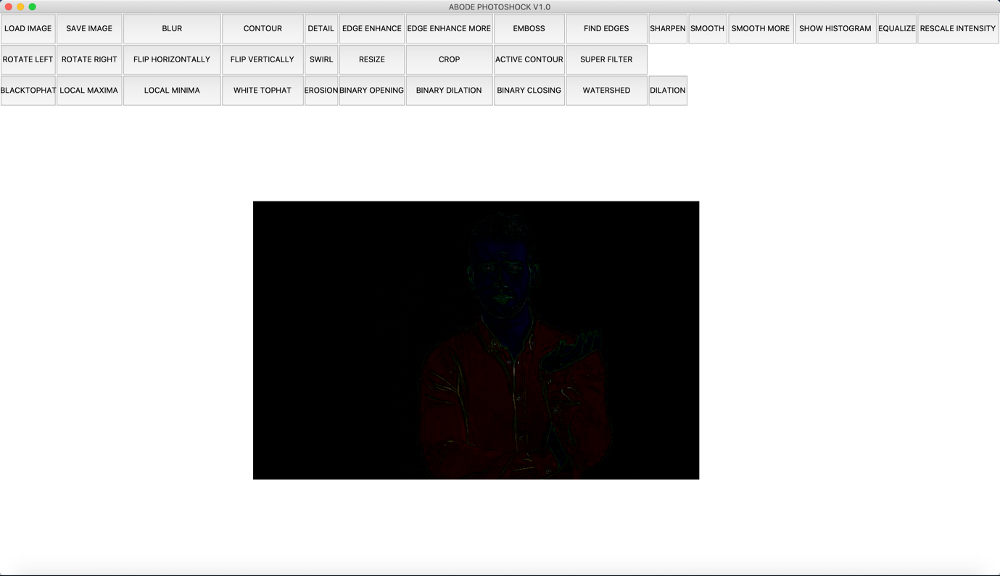 ABODE PHOTOSHOCK V1.0
LOAD IMAGE SAVE IMAGE BLUR CONTOUR DETAIL EDGE ENHANCE EDGE ENHANCE MORE EMBOSS FIND EDGES SHARPEN SMOOTH SMOOTH MORE SHOW HISTOGRAM EQUALIZE RESCALE INTENSITY
ROTATE LEFT ROTATE RIGHT FLIP HORIZONTALLY FLIP VERTICALLY SWIRL RESIZE CROP ACTIVE CONTOUR SUPER FILTER
BLACKTOPHAT LOCAL MAXIMA LOCAL MINIMA WHITE TOPHAT EROSION BINARY OPENING BINARY DILATION BINARY CLOSING WATERSHED DILATION